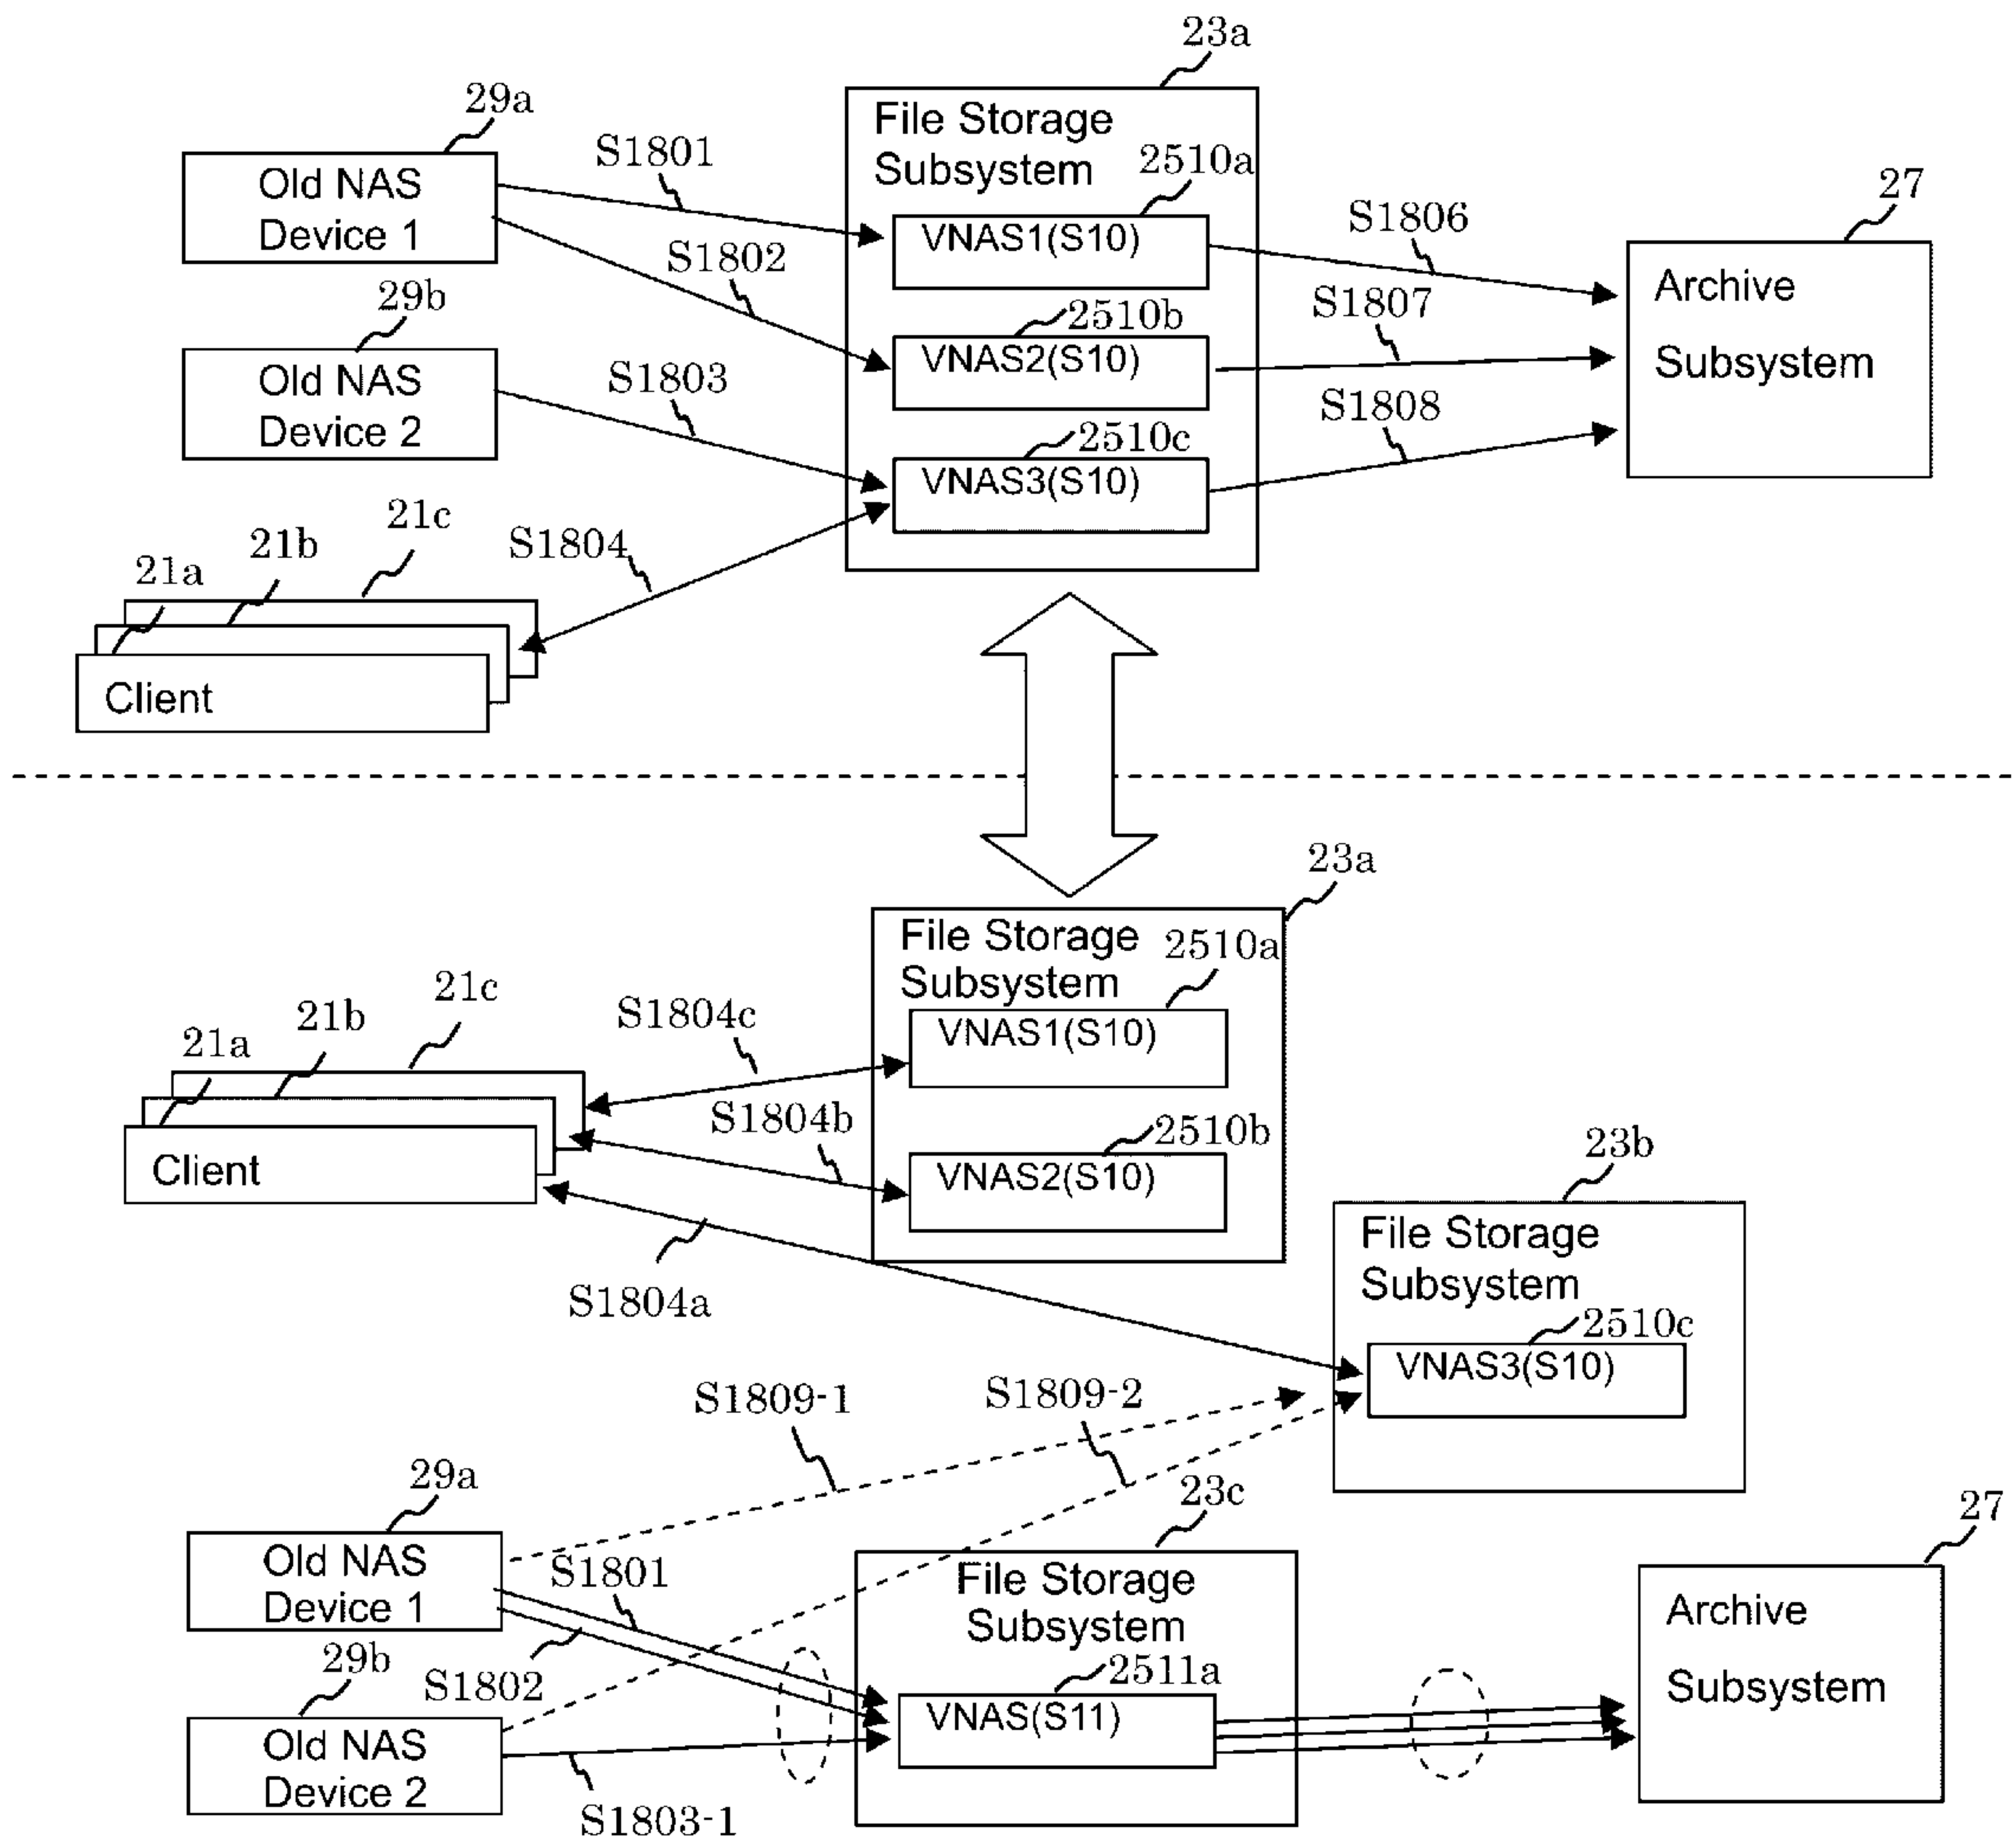 23a
29a
File Storage
Subsystem
S1801
2510a
Old NAS
Device 1
27
VNAS1(S10)
S1806
S1802
Archive
Subsystem
29b
2510b
S1807
VNAS2(S10)
Old NAS
Device 2
S1803
S1808
2510c
VNAS3(S10)
21c
21b
21a
S1804
Client
23a
File Storage
Subsystem
2510a
21c
21b
21a
S1804c
VNAS1(S10)
S1804b
2510b
23b
Client
VNAS2(S10)
File Storage
Subsystem
S1804a
2510c
VNAS3(S10)
S1809-1
S1809-2
29a
23c
27
Old NAS
Device 1
S1801
File Storage
Subsystem
Archive
Subsystem
29b
S1802
2511a
VNAS(S11)
Old NAS
Device 2
S1803-1